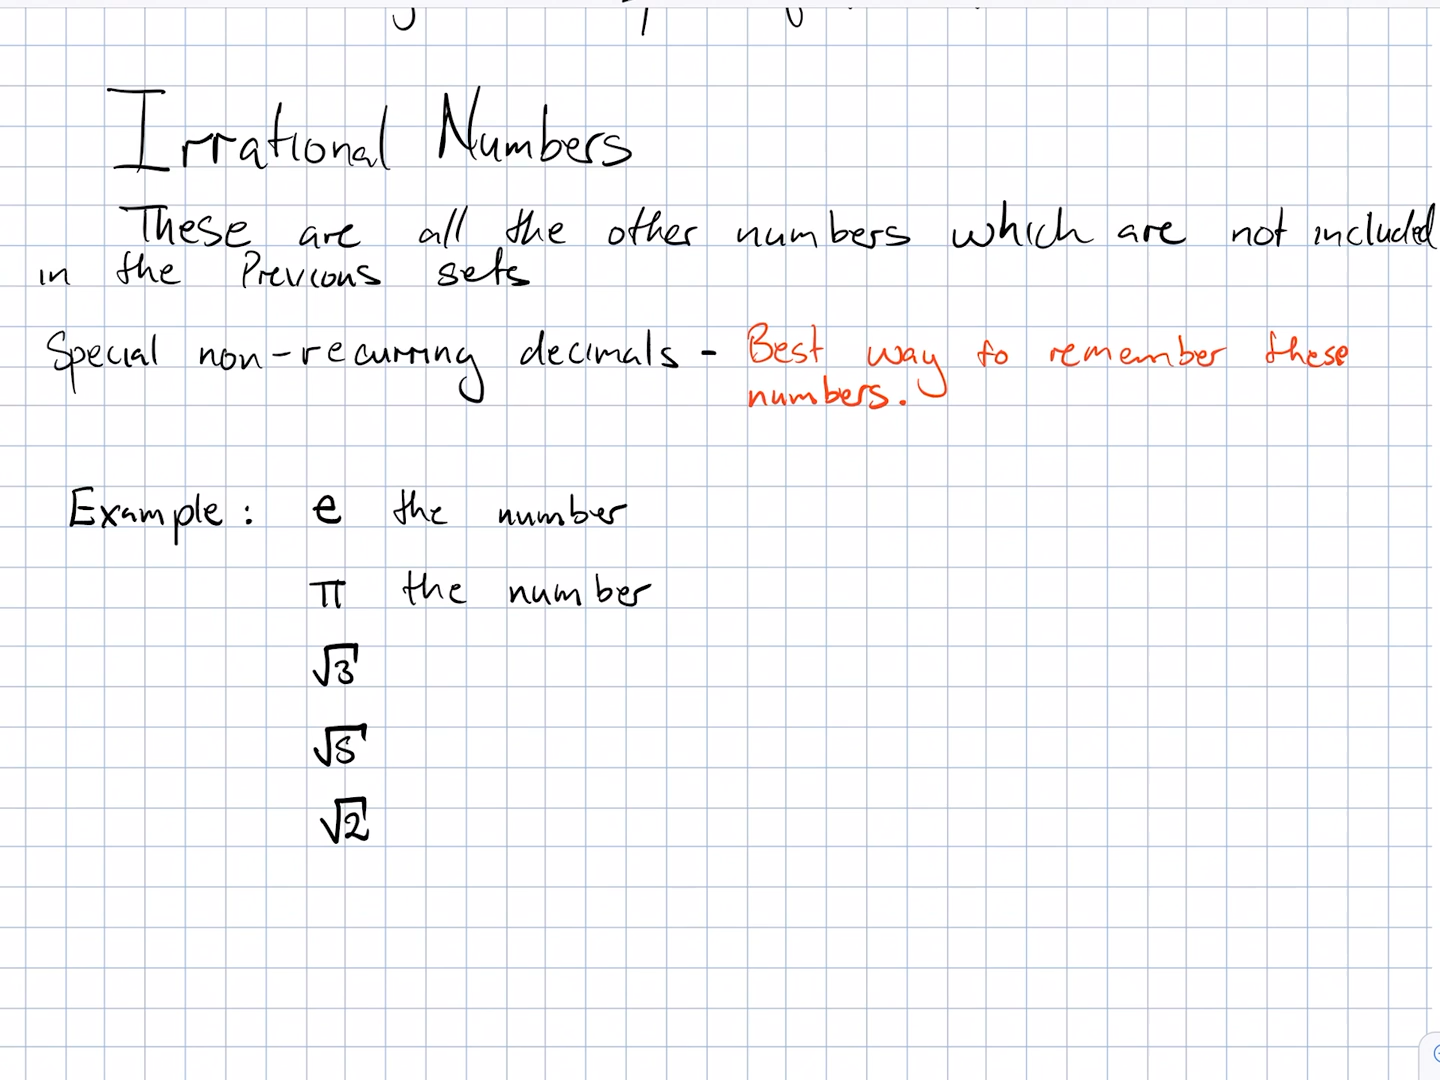 Irrational Numbers
These are all the other numbers which are not included
in the Previous sets
Special non-recurring decimals - Best way to remember these
numbers.
Example: e the number
π the number
√3
√5
√2